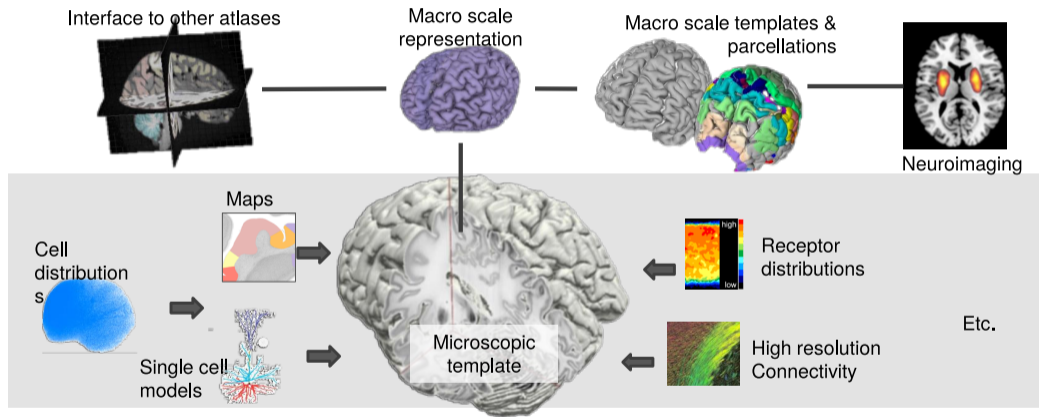 Interface to other atlases
Macro scale
representation
Macro scale templates &
parcellations
Neuroimaging
Maps
Cell
distribution
s
Single cell
models
Microscopic
template
high
low
Receptor
distributions
High resolution
Connectivity
Etc.